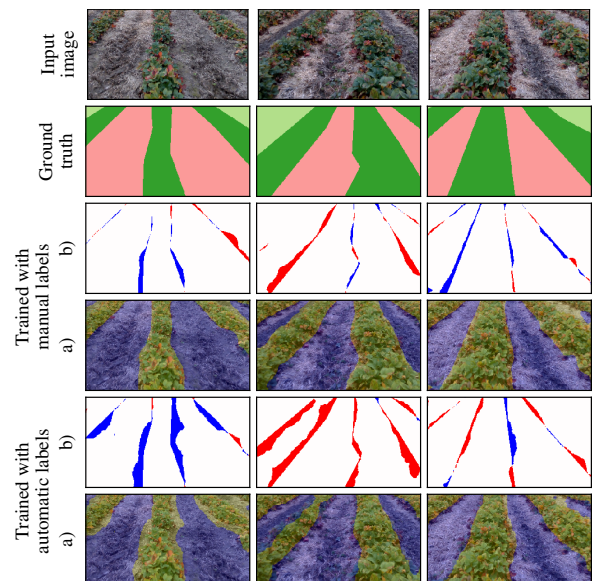 Input
image
Ground
truth
Trained with
manual labels
b)
a)
Trained with
automatic labels
b)
a)